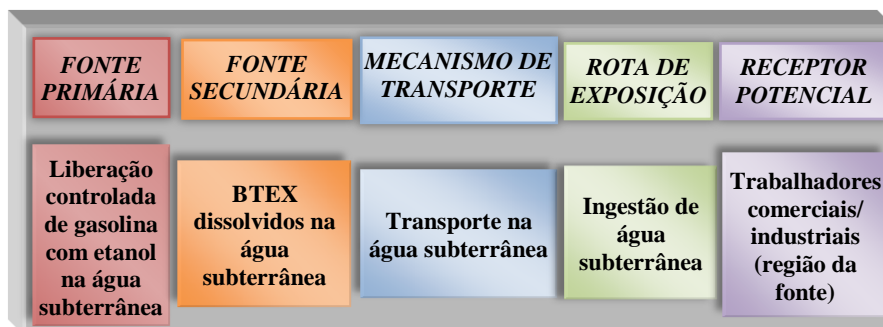 FONTE
PRIMÁRIA
FONTE
SECUNDÁRIA
MECANISMO DE
TRANSPORTE
ROTA DE
EXPOSIÇÃO
RECEPTOR
POTENCIAL
Liberação
controlada
de gasolina
com etanol
na água
subterrânea
BTEX
dissolvidos na
água
subterrânea
Transporte na
água subterrânea
Ingestão de
água
subterrânea
Trabalhadores
comerciais/
industriais
(região da
fonte)